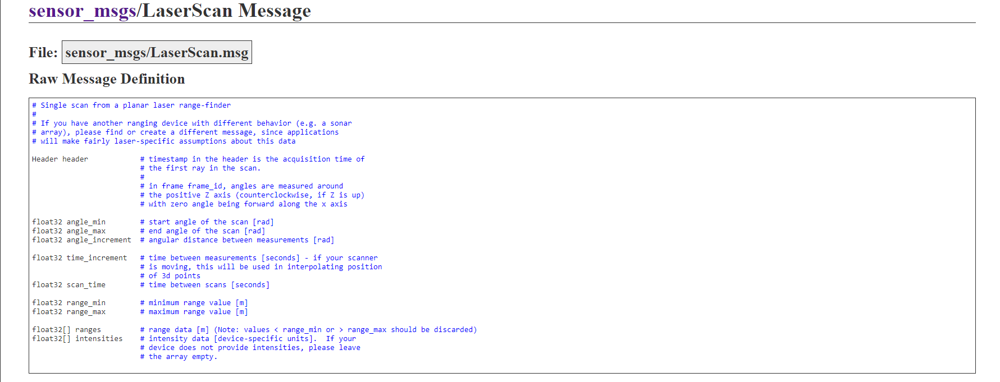 sensor_msgs/LaserScan Message
File: sensor_msgs/LaserScan.msg
Raw Message Definition
# Single scan from a planar laser range-finder
#
# If you have another ranging device with different behavior (e.g. a sonar
# array), please find or create a different message, since applications
# will make fairly laser-specific assumptions about this data
Header header # timestamp in the header is the acquisition time of
# the first ray in the scan.
#
# in frame frame_id, angles are measured around
# the positive Z axis (counterclockwise, if Z is up)
# with zero angle being forward along the x axis
float32 angle_min # start angle of the scan [rad]
float32 angle_max # end angle of the scan [rad]
float32 angle_increment # angular distance between measurements [rad]
float32 time_increment # time between measurements [seconds] - if your scanner
# is moving, this will be used in interpolating position
# of 3d points
float32 scan_time # time between scans [seconds]
float32 range_min # minimum range value [m]
float32 range_max # maximum range value [m]
float32[] ranges # range data [m] (Note: values < range_min or > range_max should be discarded)
float32[] intensities # intensity data [device-specific units].  If your
# device does not provide intensities, please leave
# the array empty.